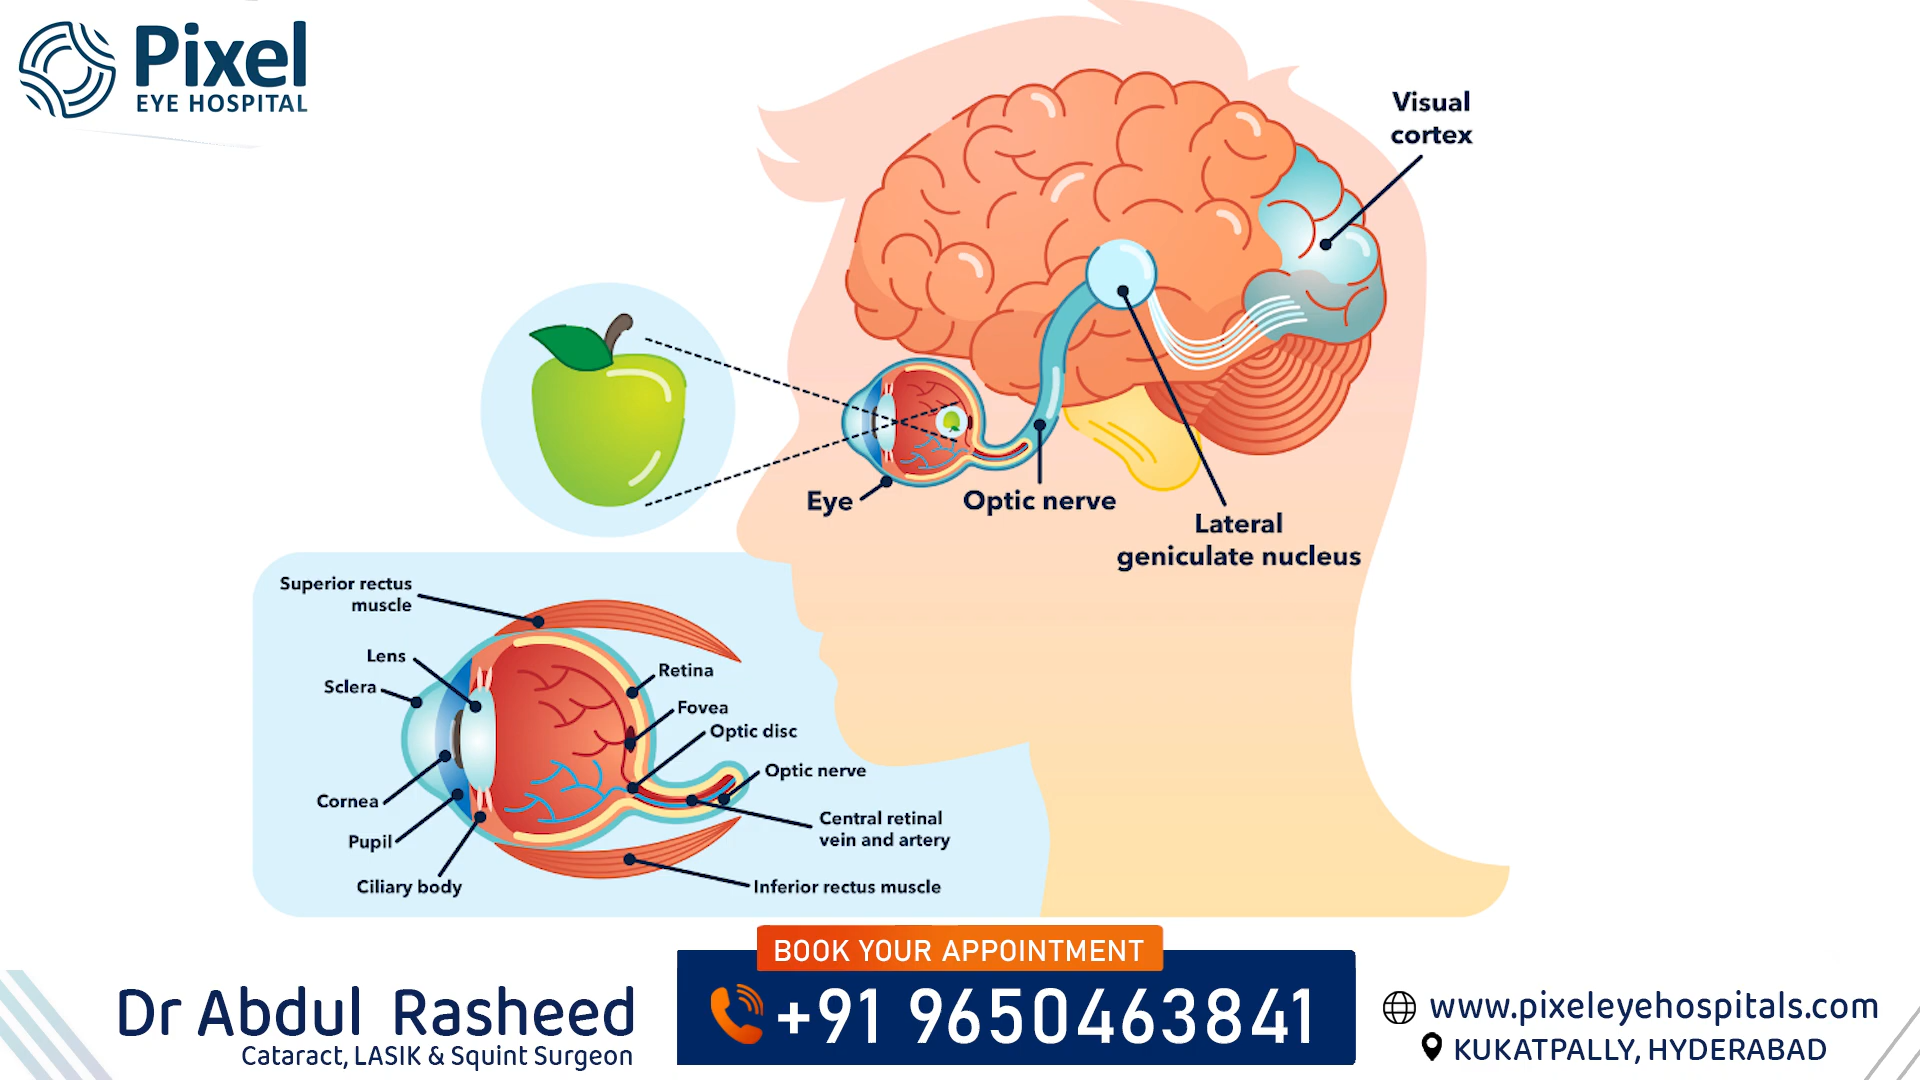 Pixel
EYE HOSPITAL
Visual
cortex
Eye
Optic nerve
Lateral
geniculate nucleus
Superior rectus
muscle
Lens
Sclera
Cornea
Pupil
Ciliary body
Retina
Fovea
Optic disc
Optic nerve
Central retinal
vein and artery
Inferior rectus muscle
BOOK YOUR APPOINTMENT
+91 9650463841
Dr Abdul Rasheed
Cataract, LASIK & Squint Surgeon
www.pixeleyehospitals.com
KUKATPALLY, HYDERABAD